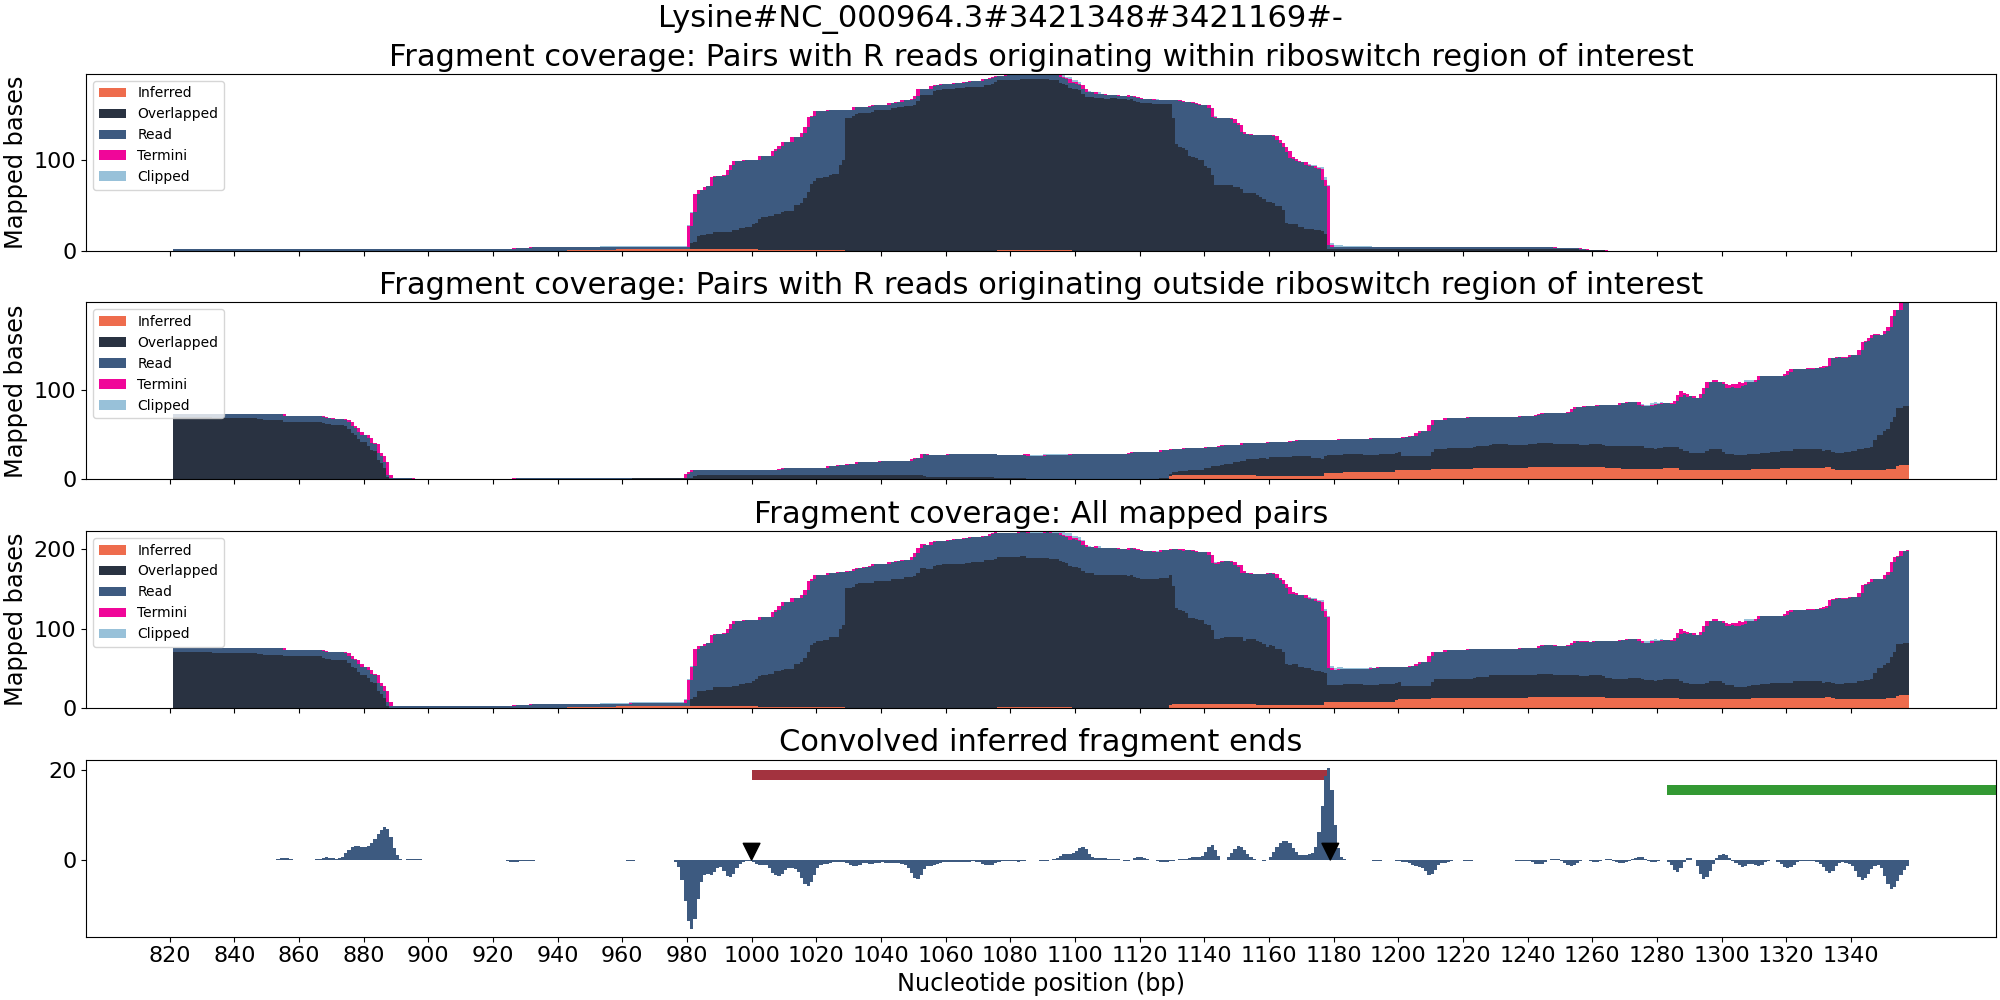 Lysine#NC_000964.3#3421348#3421169#-
Fragment coverage: Pairs with R reads originating within riboswitch region of interest
Mapped bases
100
0
Inferred
Overlapped
Read
Termini
Clipped
Fragment coverage: Pairs with R reads originating outside riboswitch region of interest
Mapped bases
100
0
Inferred
Overlapped
Read
Termini
Clipped
Fragment coverage: All mapped pairs
Mapped bases
200
100
0
Inferred
Overlapped
Read
Termini
Clipped
Convolved inferred fragment ends
20
0
820 840 860 880 900 920 940 960 980 1000 1020 1040 1060 1080 1100 1120 1140 1160 1180 1200 1220 1240 1260 1280 1300 1320 1340
Nucleotide position (bp)